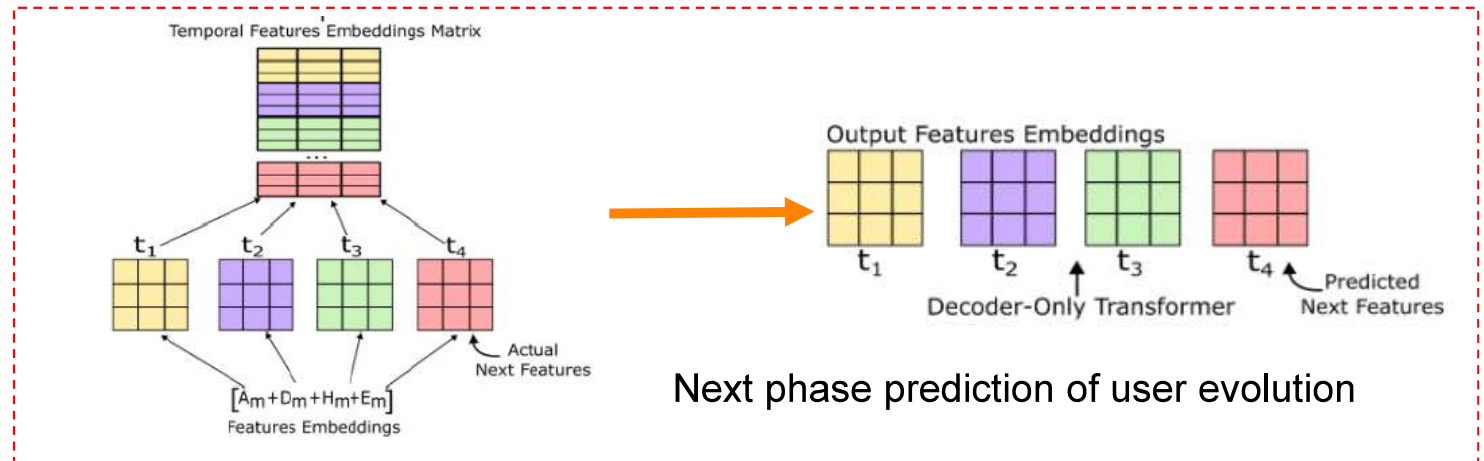 Temporal Features' Embeddings Matrix
...
t₁ t₂ t₃ t₄
Actual
Next Features
[Aₘ+Dₘ+Hₘ+Eₘ]
Features Embeddings
Output Features Embeddings
t₁ t₂ t₃ t₄
Decoder-Only Transformer
Predicted
Next Features
Next phase prediction of user evolution